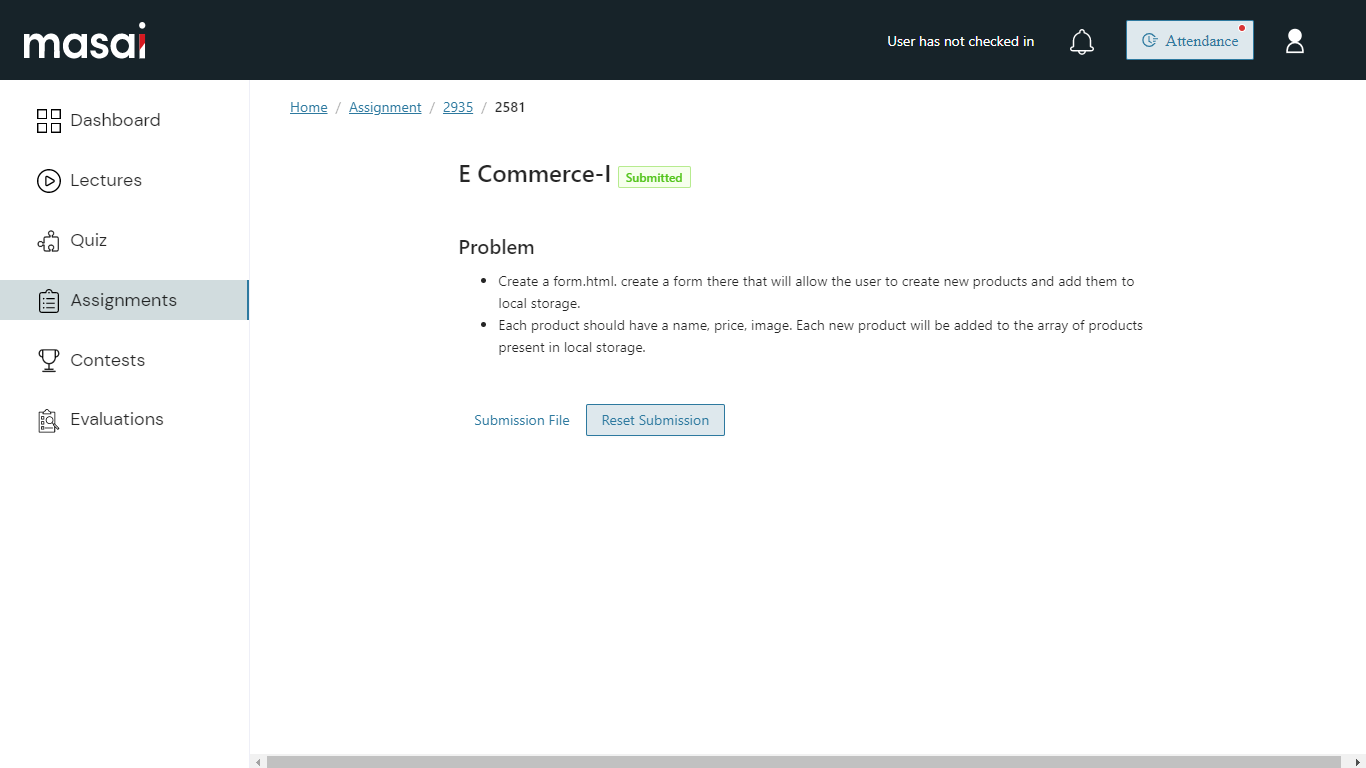 masai
User has not checked in
Attendance
Dashboard
Lectures
Quiz
Assignments
Contests
Evaluations
Home / Assignment / 2935 / 2581
E Commerce-I Submitted
Problem
• Create a form.html. create a form there that will allow the user to create new products and add them to
local storage.
• Each product should have a name, price, image. Each new product will be added to the array of products
present in local storage.
Submission File Reset Submission